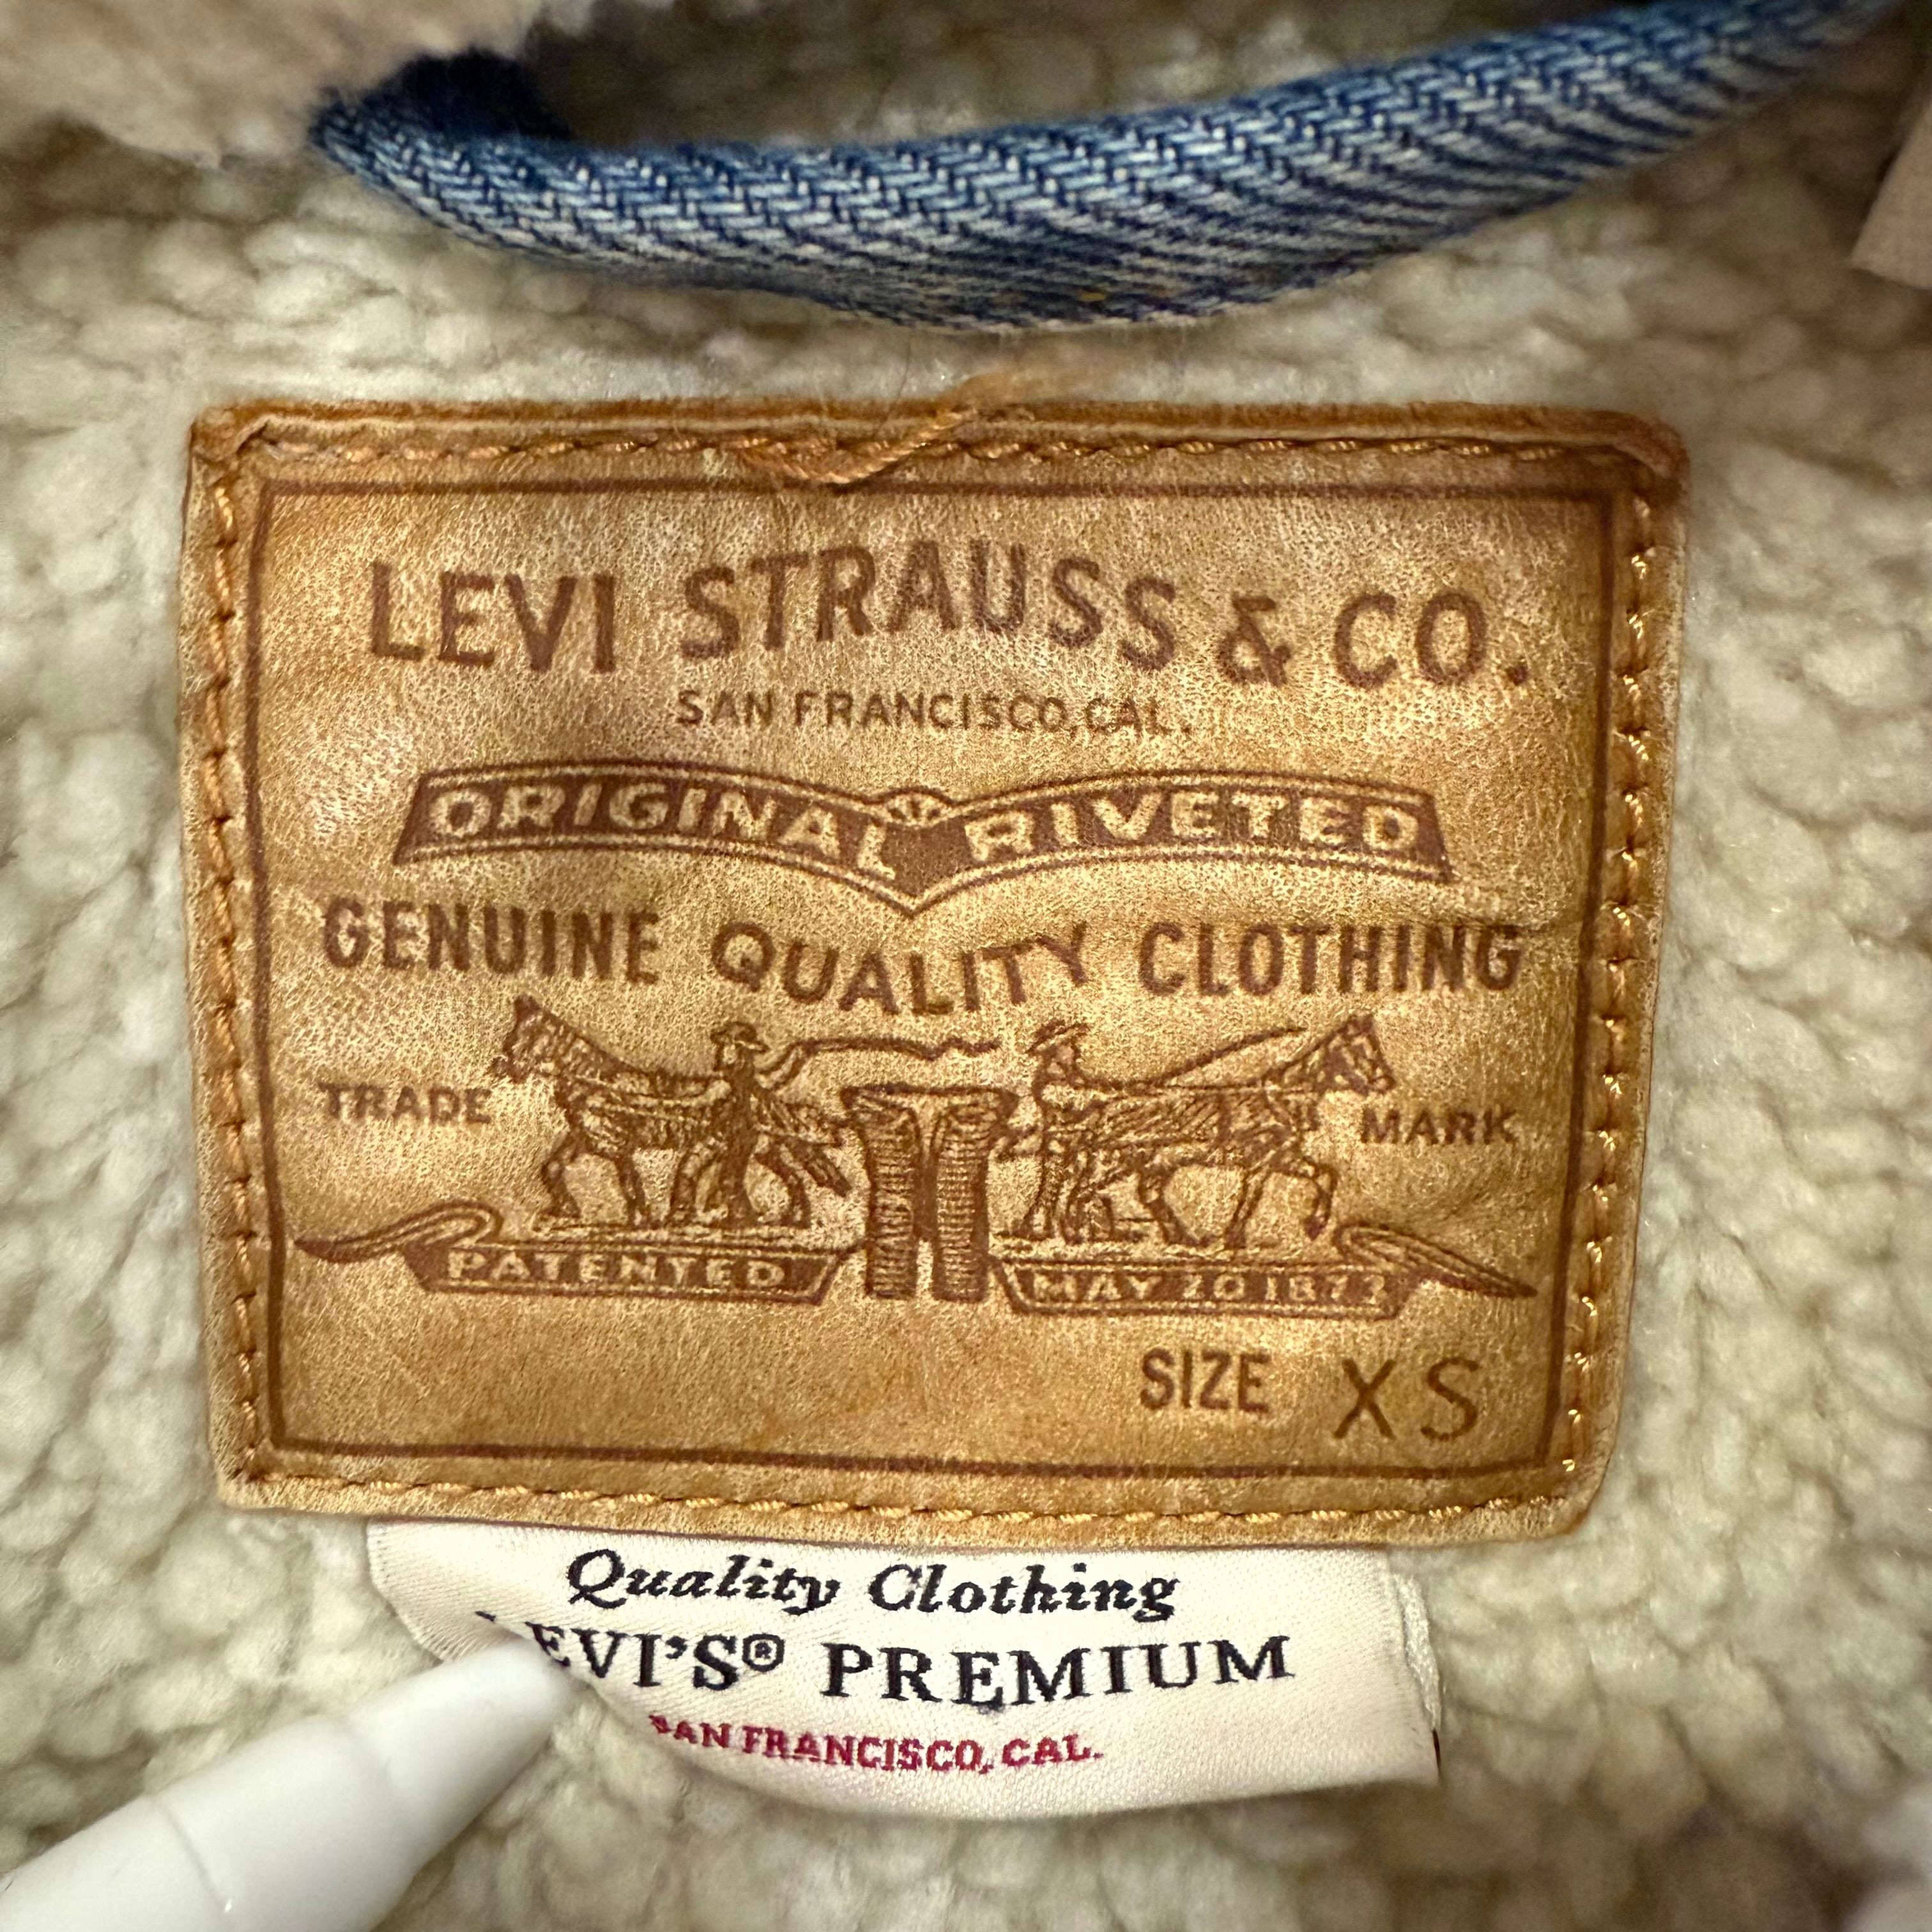 LEVI STRAUSS & CO.
SAN FRANCISCO, CAL.
ORIGINAL RIVETED
GENUINE QUALITY CLOTHING
TRADE MARK
PATENTED MAY 20 1873
SIZE XS
Quality Clothing
LEVI'S® PREMIUM
SAN FRANCISCO, CAL.